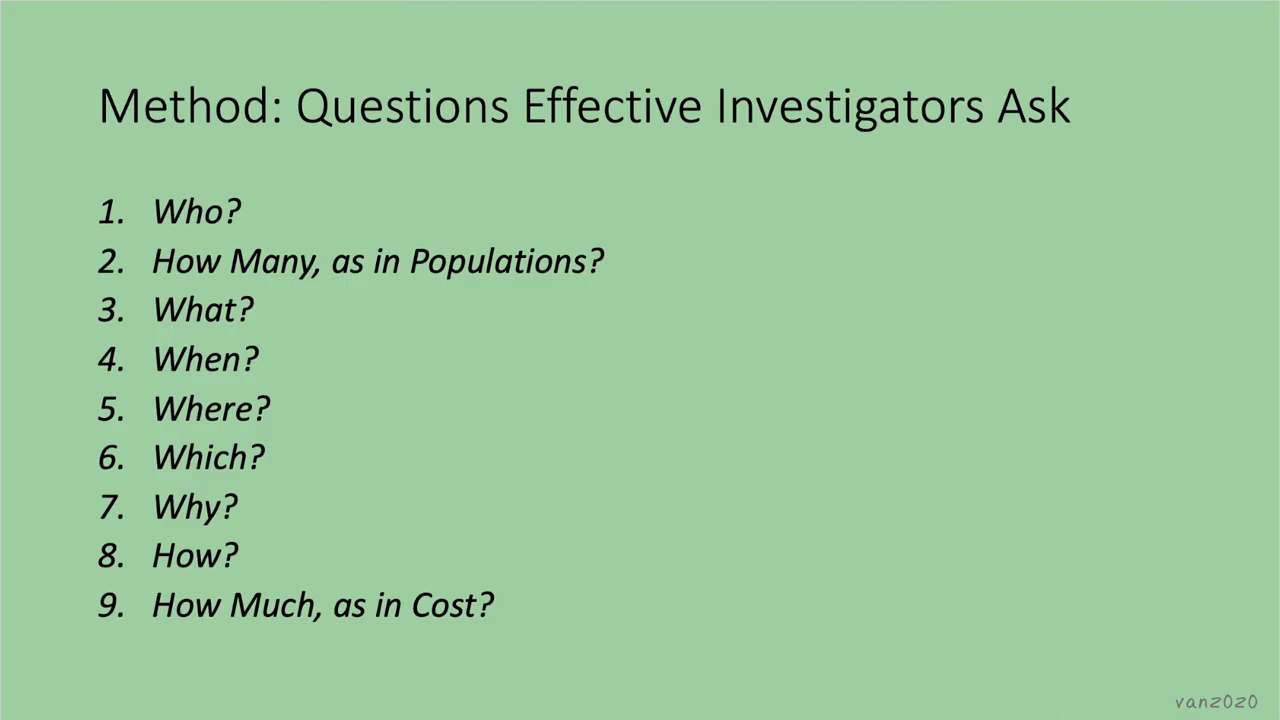 Method: Questions Effective Investigators Ask
1. Who?
2. How Many, as in Populations?
3. What?
4. When?
5. Where?
6. Which?
7. Why?
8. How?
9. How Much, as in Cost?
van2020